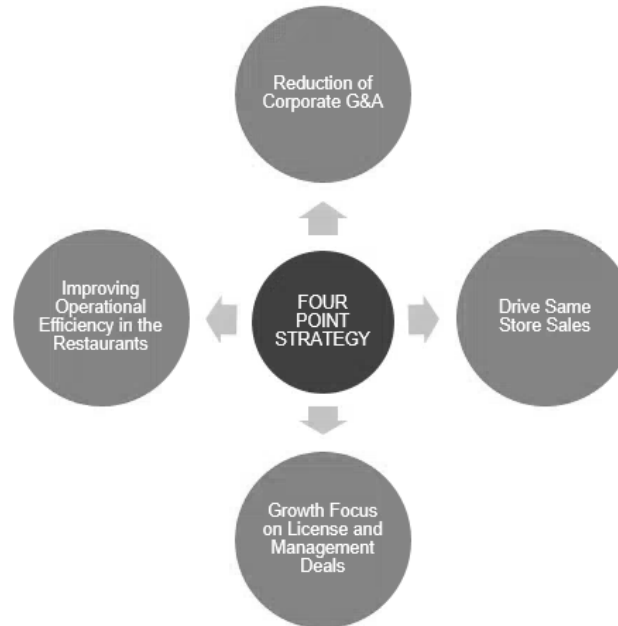 Reduction of
Corporate G&A
Improving
Operational
Efficiency in the
Restaurants
FOUR
POINT
STRATEGY
Drive Same
Store Sales
Growth Focus
on License and
Management
Deals